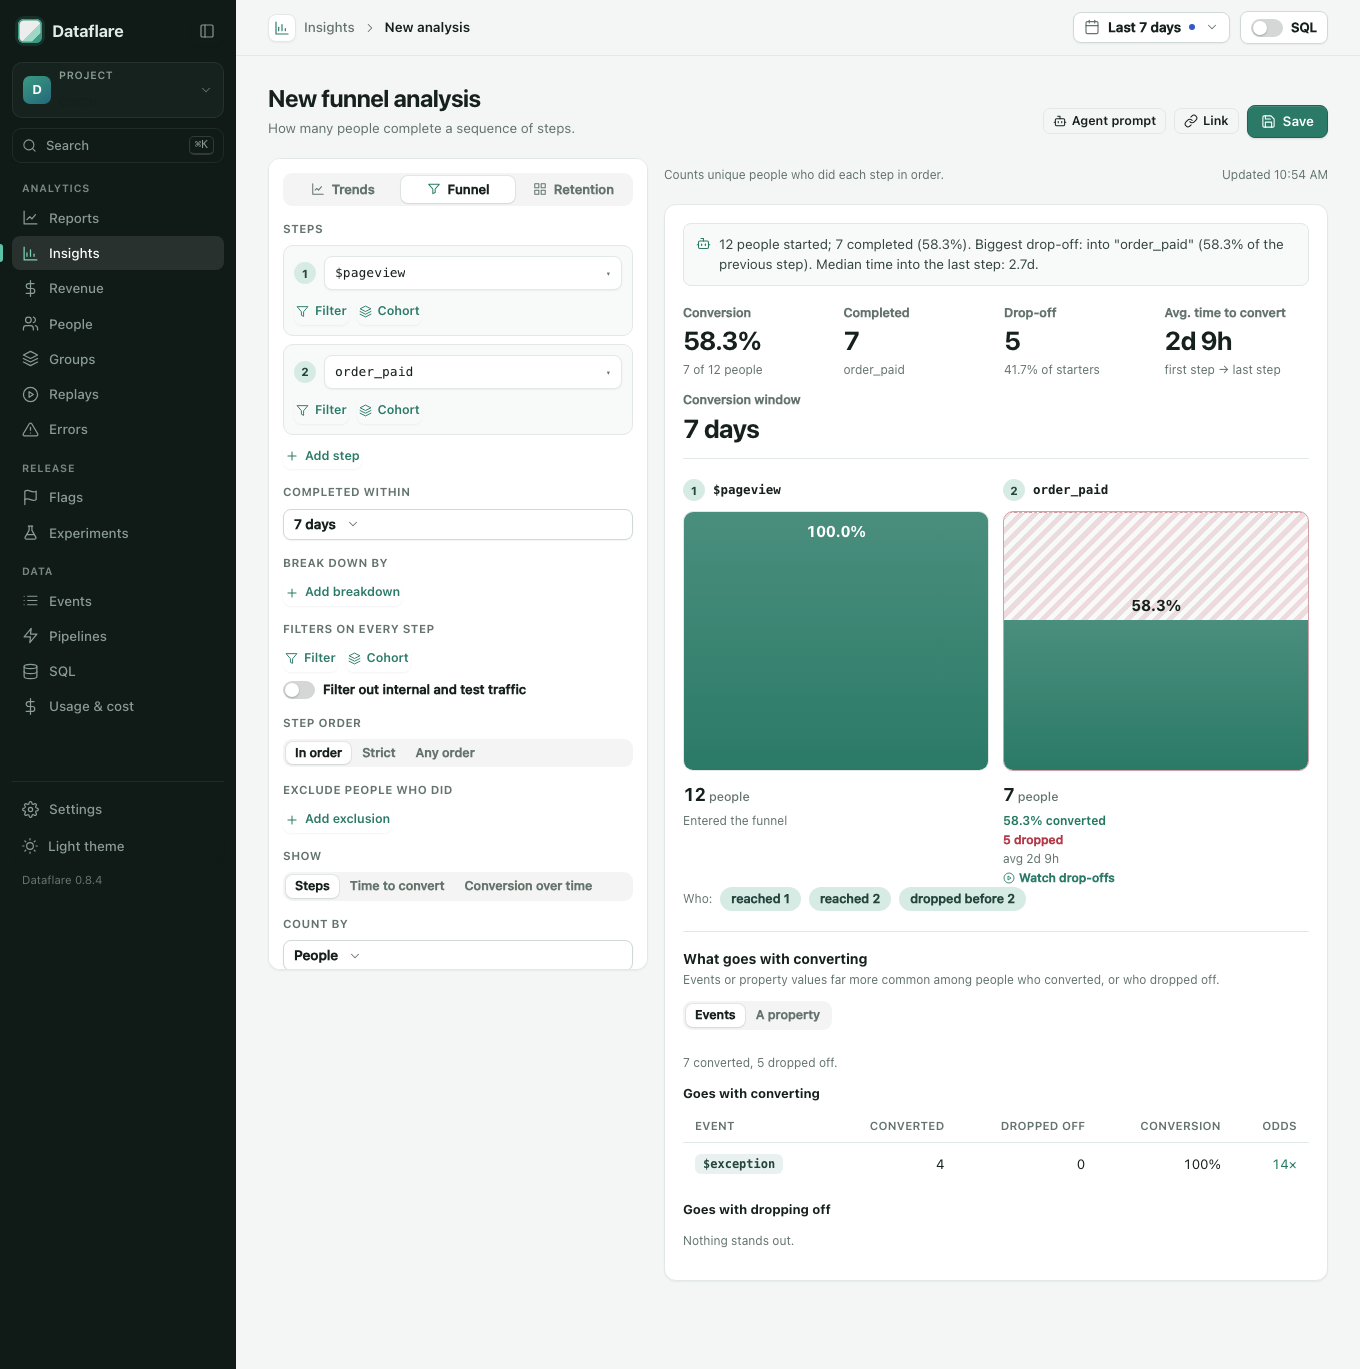 Dataflare
PROJECT
D
Search
⌘K
ANALYTICS
Reports
Insights
Revenue
People
Groups
Replays
Errors
RELEASE
Flags
Experiments
DATA
Events
Pipelines
SQL
Usage & cost
Settings
Light theme
Dataflare 0.8.4
Insights > New analysis
Last 7 days
SQL
New funnel analysis
How many people complete a sequence of steps.
Agent prompt
Link
Save
Trends
Funnel
Retention
STEPS
1 $pageview
Filter Cohort
2 order_paid
Filter Cohort
+ Add step
COMPLETED WITHIN
7 days
BREAK DOWN BY
+ Add breakdown
FILTERS ON EVERY STEP
Filter Cohort
Filter out internal and test traffic
STEP ORDER
In order Strict Any order
EXCLUDE PEOPLE WHO DID
+ Add exclusion
SHOW
Steps Time to convert Conversion over time
COUNT BY
People
Counts unique people who did each step in order.
Updated 10:54 AM
12 people started; 7 completed (58.3%). Biggest drop-off: into "order_paid" (58.3% of the
previous step). Median time into the last step: 2.7d.
Conversion
58.3%
7 of 12 people
Completed
7
order_paid
Drop-off
5
41.7% of starters
Avg. time to convert
2d 9h
first step → last step
Conversion window
7 days
1 $pageview
100.0%
12 people
Entered the funnel
2 order_paid
58.3%
7 people
58.3% converted
5 dropped
avg 2d 9h
Watch drop-offs
Who: reached 1 reached 2 dropped before 2
What goes with converting
Events or property values far more common among people who converted, or who dropped off.
Events A property
7 converted, 5 dropped off.
Goes with converting
EVENT CONVERTED DROPPED OFF CONVERSION ODDS
$exception 4 0 100% 14×
Goes with dropping off
Nothing stands out.